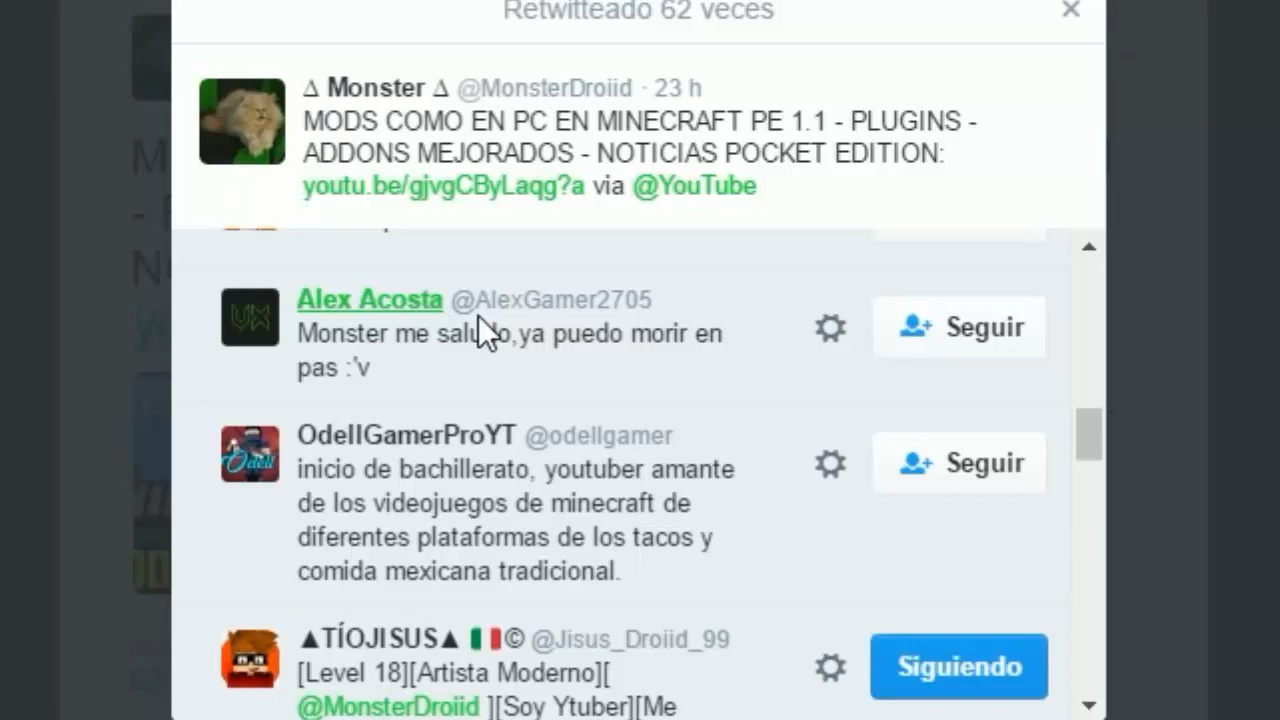 Retwitteado 62 veces
Δ Monster Δ @MonsterDroiid · 23 h
MODS COMO EN PC EN MINECRAFT PE 1.1 - PLUGINS -
ADDONS MEJORADOS - NOTICIAS POCKET EDITION:
youtu.be/gjvgCByLaqg?a via @YouTube
Alex Acosta @AlexGamer2705
Monster me saludo,ya puedo morir en
pas :'v
Seguir
OdellGamerProYT @odellgamer
inicio de bachillerato, youtuber amante
de los videojuegos de minecraft de
diferentes plataformas de los tacos y
comida mexicana tradicional.
Seguir
▲TÍOJISUS▲ 🇮🇹© @Jisus_Droiid_99
[Level 18][Artista Moderno][
@MonsterDroiid ][Soy Ytuber][Me
Siguiendo